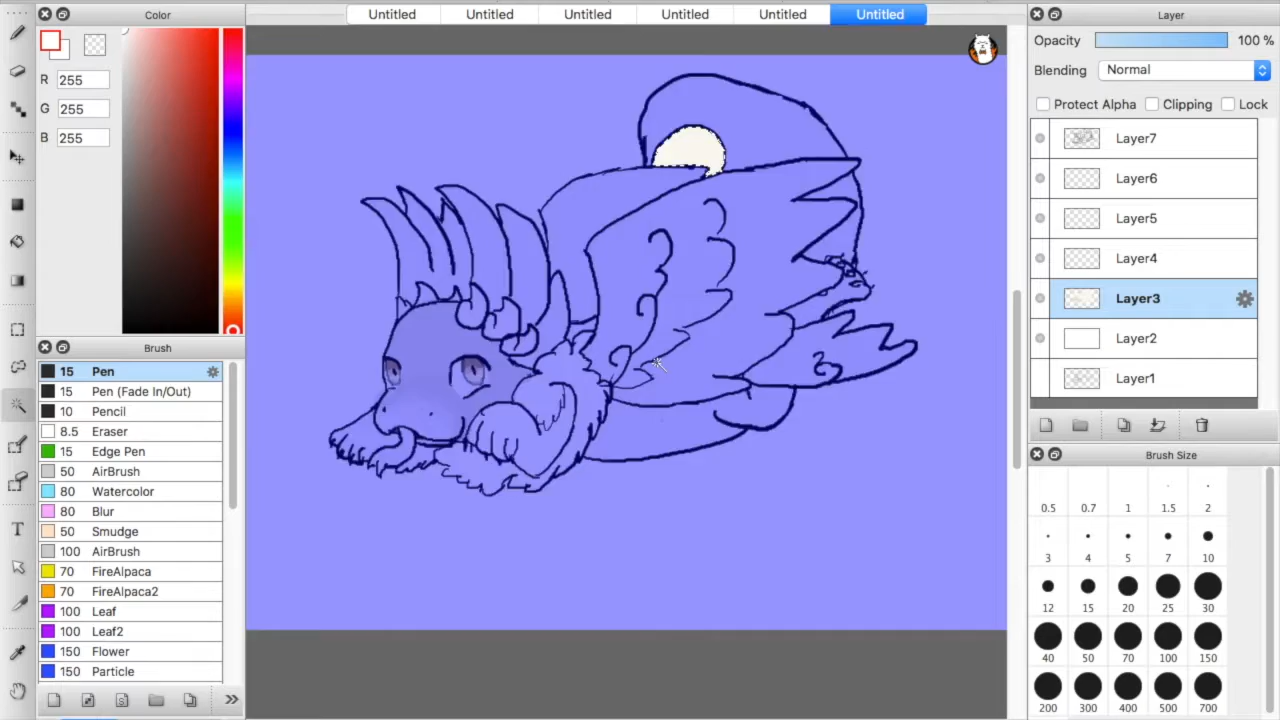 Color
Untitled
Untitled
Untitled
Untitled
Untitled
Untitled
Layer
R 255
G 255
B 255
Opacity 100 %
Blending Normal
Protect Alpha Clipping Lock
Layer7
Layer6
Layer5
Layer4
Layer3
Layer2
Layer1
Brush
15 Pen
15 Pen (Fade In/Out)
10 Pencil
8.5 Eraser
15 Edge Pen
50 AirBrush
80 Watercolor
80 Blur
50 Smudge
100 AirBrush
70 FireAlpaca
70 FireAlpaca2
100 Leaf
100 Leaf2
150 Flower
150 Particle
T
Brush Size
0.5 0.7 1 1.5 2
3 4 5 7 10
12 15 20 25 30
40 50 70 100 150
200 300 400 500 700